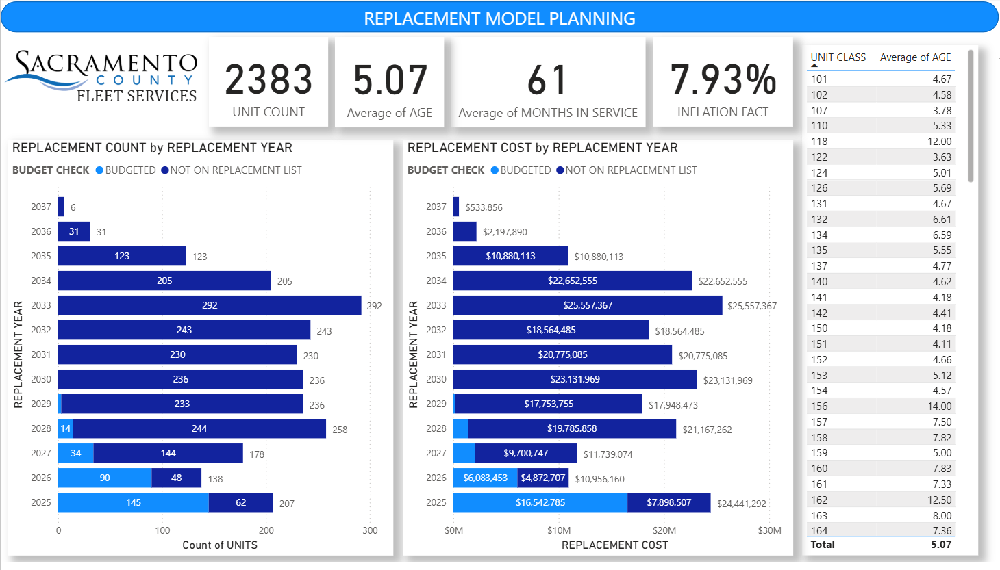 REPLACEMENT MODEL PLANNING
SACRAMENTO
COUNTY
FLEET SERVICES
2383
UNIT COUNT
5.07
Average of AGE
61
Average of MONTHS IN SERVICE
7.93%
INFLATION FACT
REPLACEMENT COUNT by REPLACEMENT YEAR
BUDGET CHECK BUDGETED NOT ON REPLACEMENT LIST
REPLACEMENT YEAR
2037 6
2036 31 31
2035 123 123
2034 205 205
2033 292 292
2032 243 243
2031 230 230
2030 236 236
2029 233 236
2028 14 244 258
2027 34 144 178
2026 90 48 138
2025 145 62 207
0 100 200 300
Count of UNITS
REPLACEMENT COST by REPLACEMENT YEAR
BUDGET CHECK BUDGETED NOT ON REPLACEMENT LIST
REPLACEMENT YEAR
2037 $533,856
2036 $2,197,890
2035 $10,880,113 $10,880,113
2034 $22,652,555 $22,652,555
2033 $25,557,367 $25,557,367
2032 $18,564,485 $18,564,485
2031 $20,775,085 $20,775,085
2030 $23,131,969 $23,131,969
2029 $17,753,755 $17,948,473
2028 $19,785,858 $21,167,262
2027 $9,700,747 $11,739,074
2026 $6,083,453 $4,872,707 $10,956,160
2025 $16,542,785 $7,898,507 $24,441,292
$0M $10M $20M $30M
REPLACEMENT COST
UNIT CLASS Average of AGE
101 4.67
102 4.58
107 3.78
110 5.33
118 12.00
122 3.63
124 5.01
126 5.69
131 4.67
132 6.61
134 6.59
135 5.55
137 4.77
140 4.62
141 4.18
142 4.41
150 4.18
151 4.11
152 4.66
153 5.12
154 4.57
156 14.00
157 7.50
158 7.82
159 5.00
160 7.83
161 7.33
162 12.50
163 8.00
164 7.36
Total 5.07